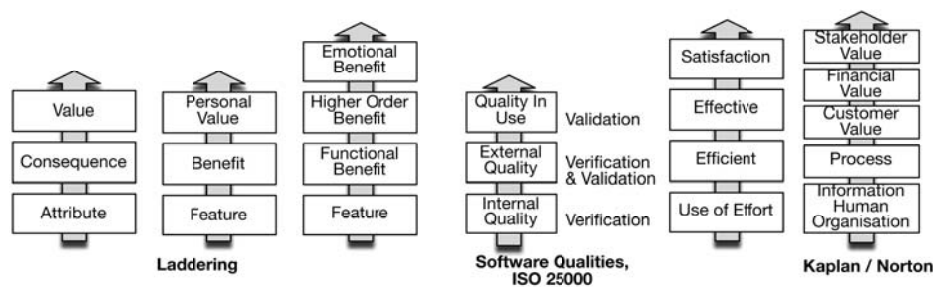 Value
Consequence
Attribute
Personal
Value
Benefit
Feature
Emotional
Benefit
Higher Order
Benefit
Functional
Benefit
Feature
Laddering
Quality In
Use
Validation
External
Quality
Verification
& Validation
Internal
Quality
Verification
Software Qualities,
ISO 25000
Satisfaction
Effective
Efficient
Use of Effort
Stakeholder
Value
Financial
Value
Customer
Value
Process
Information
Human
Organisation
Kaplan / Norton